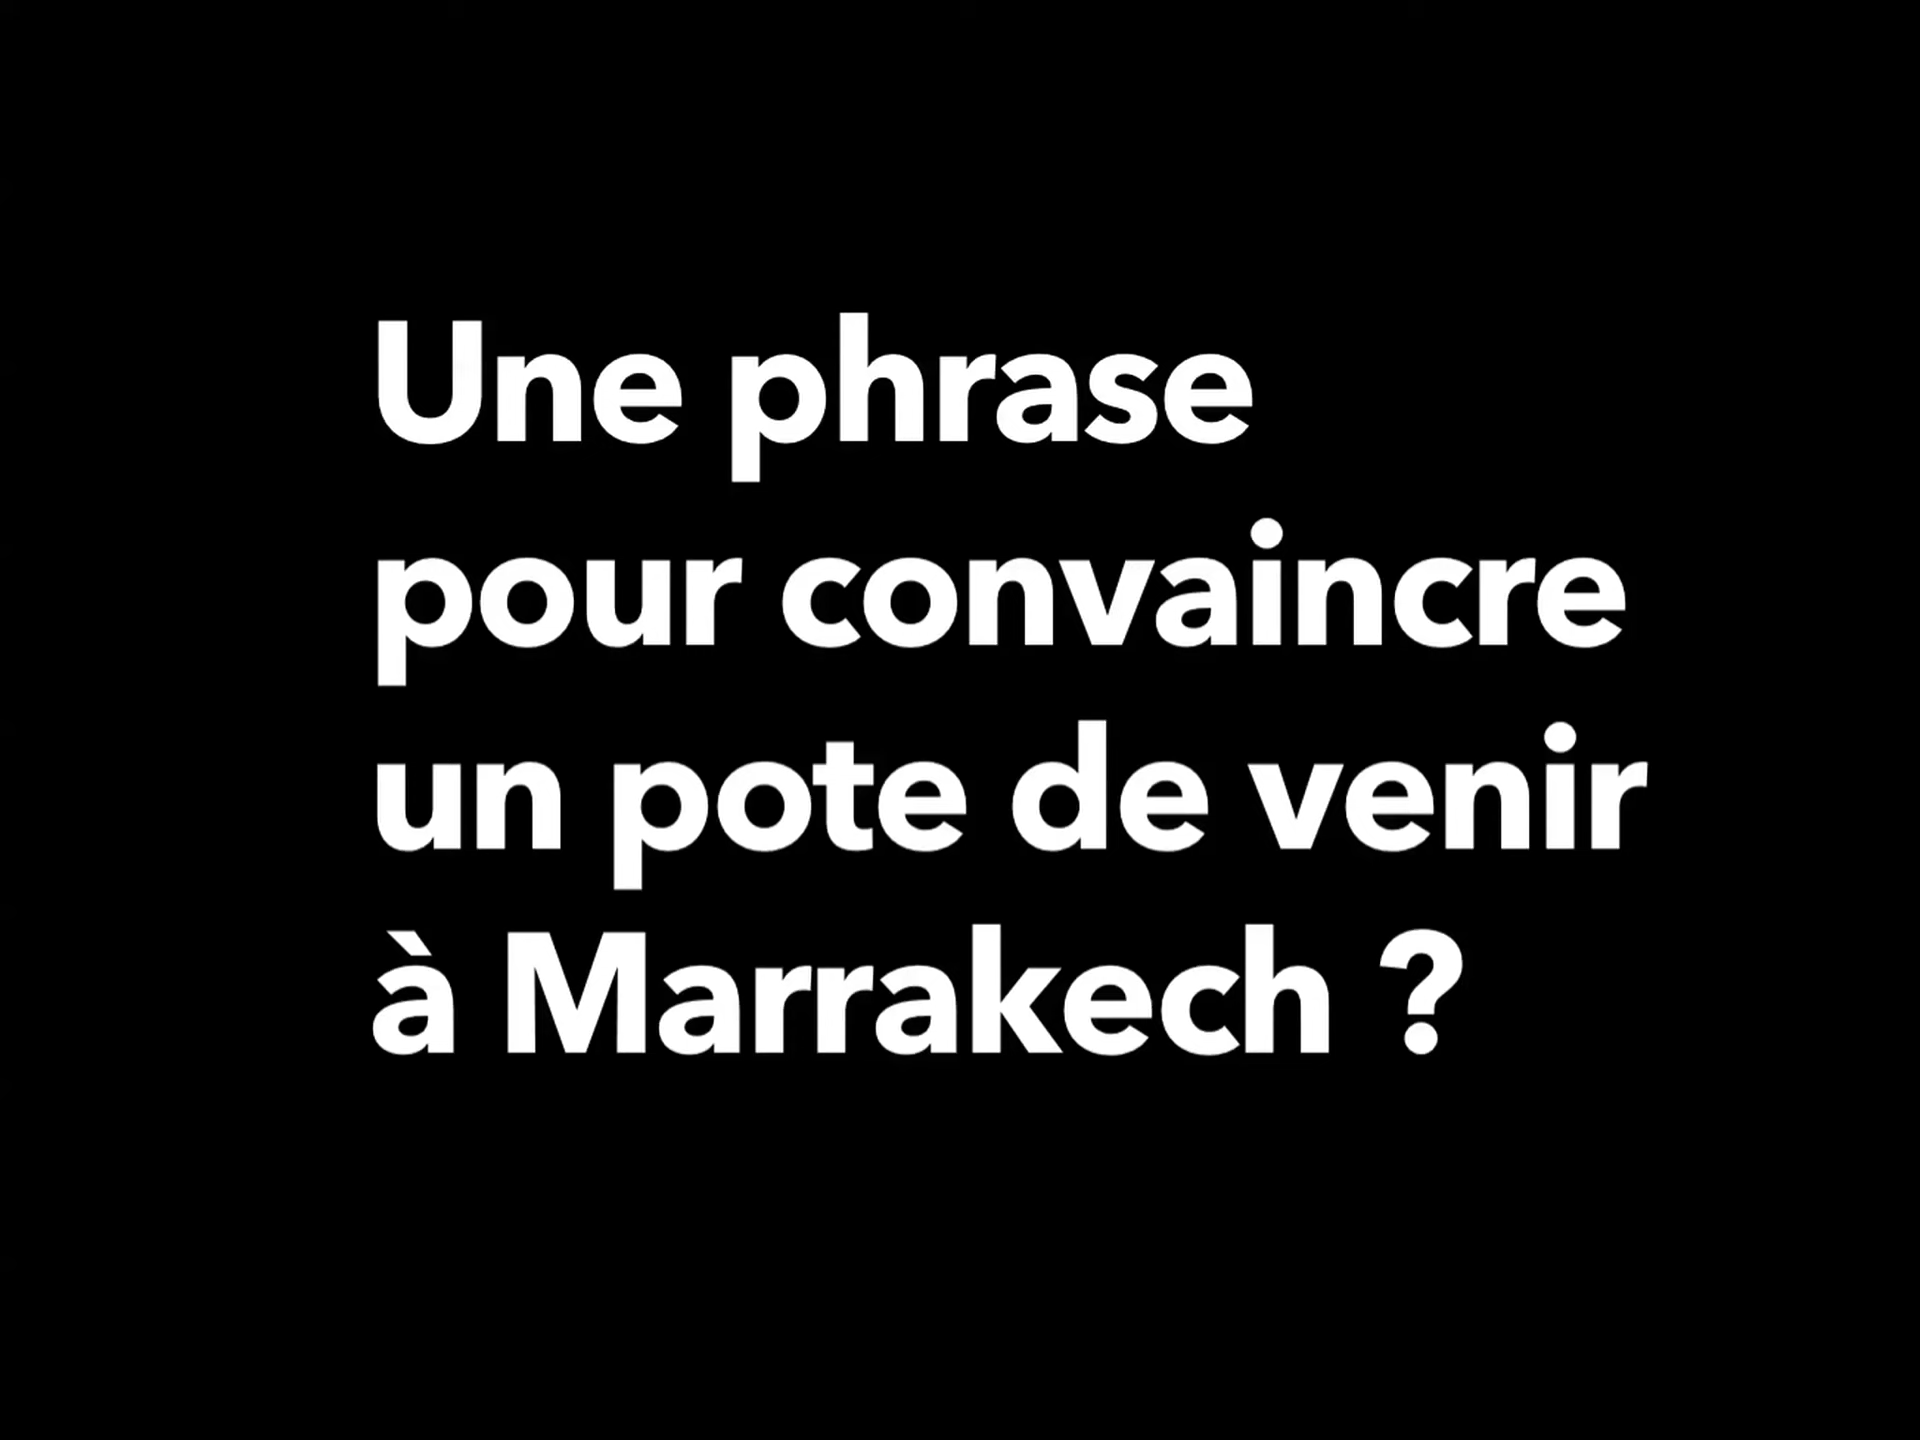 Une phrase
pour convaincre
un pote de venir
à Marrakech ?